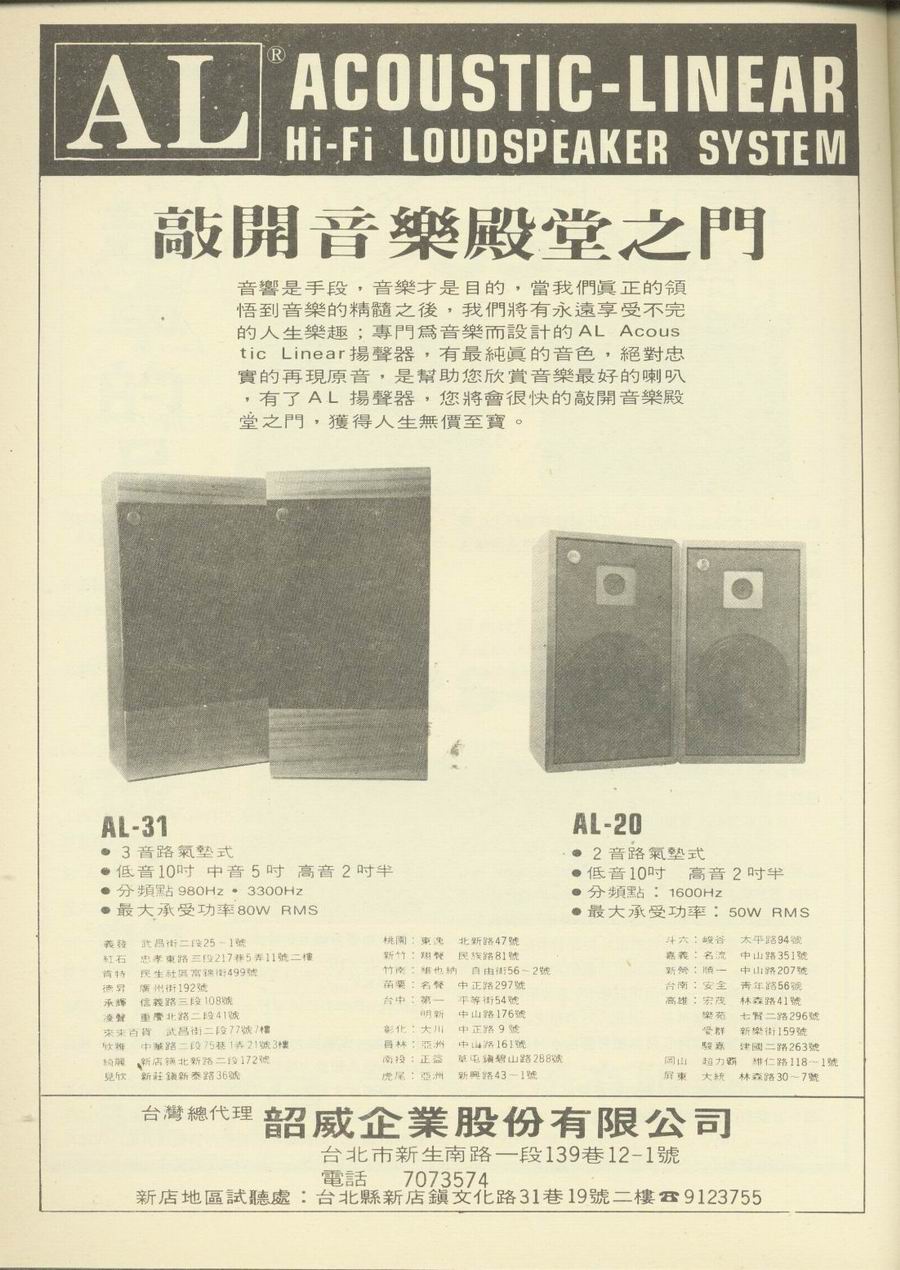 AL®
ACOUSTIC-LINEAR
Hi-Fi LOUDSPEAKER SYSTEM
敲開音樂殿堂之門
音響是手段，音樂才是目的，當我們眞正的領
悟到音樂的精髓之後，我們將有永遠享受不完
的人生樂趣；專門爲音樂而設計的AL Acous
tic Linear揚聲器，有最純眞的音色，絕對忠
實的再現原音，是幫助您欣賞音樂最好的喇叭
，有了AL 揚聲器，您將會很快的敲開音樂殿
堂之門，獲得人生無價至寶。
AL-31
● 3音路氣墊式
● 低音10吋 中音5吋 高音2吋半
● 分頻點980Hz • 3300Hz
● 最大承受功率80W RMS
AL-20
● 2音路氣墊式
● 低音10吋 高音2吋半
● 分頻點：1600Hz
● 最大承受功率：50W RMS
義發 武昌街二段25－1號
紅石 忠孝東路三段217巷5弄11號二樓
肯特 民生社區富錦街499號
德昇 廣州街192號
承輝 信義路三段108號
凌聲 重慶北路二段41號
來來百貨 武昌街二段77號7樓
欣雅 中華路二段75巷1弄21號3樓
綺麗 新店鎭北新路二段172號
見欣 新莊鎭新泰路36號
桃園：東逸 北新路47號
新竹：翔聲 民族路81號
竹南：維也納 自由街56－2號
苗栗：名聲 中正路297號
台中：第一 平等街54號
明新 中山路176號
彰化：大川 中正路9號
員林：亞洲 中山路161號
南投：正益 草屯鎭碧山路288號
虎尾：亞洲 新興路43－1號
斗六：峻谷 太平路94號
嘉義：名流 中山路351號
新營：順一 中山路207號
台南：安全 靑年路56號
高雄：宏茂 林森路41號
樂苑 七賢二路296號
愛群 新樂街159號
駿嘉 建國二路263號
岡山 超力霸 維仁路118－1號
屛東 大統 林森路30－7號
台灣總代理 韶威企業股份有限公司
台北市新生南路一段139巷12-1號
電話 7073574
新店地區試聽處：台北縣新店鎭文化路31巷19號二樓☎9123755